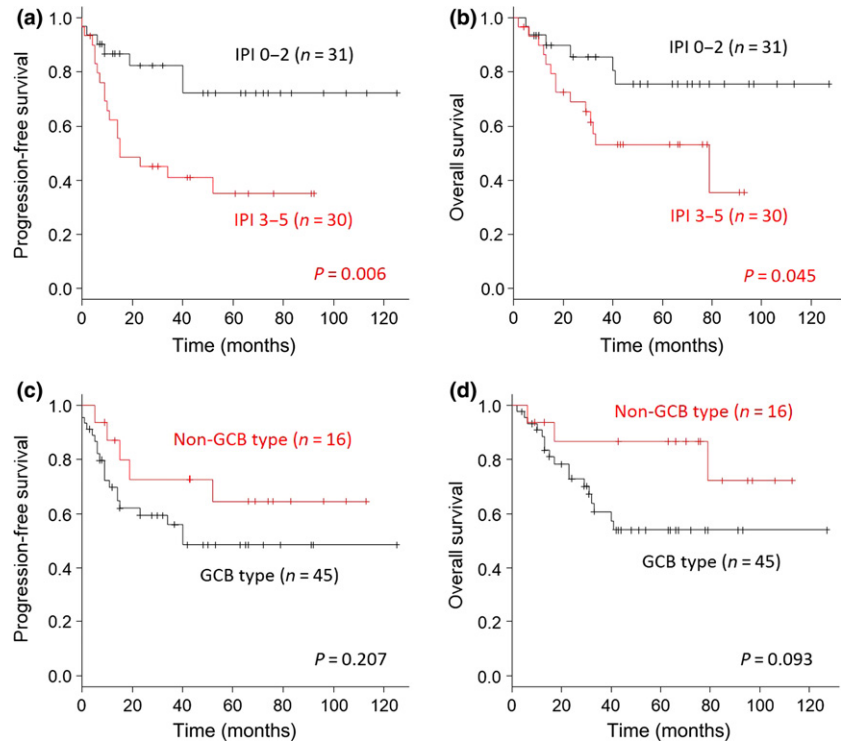 (a)
Progression-free survival
1.0
0.8
0.6
0.4
0.2
0.0
IPI 0–2 (n = 31)
IPI 3–5 (n = 30)
P = 0.006
0 20 40 60 80 100 120
Time (months)
(b)
Overall survival
1.0
0.8
0.6
0.4
0.2
0.0
IPI 0–2 (n = 31)
IPI 3–5 (n = 30)
P = 0.045
0 20 40 60 80 100 120
Time (months)
(c)
Progression-free survival
1.0
0.8
0.6
0.4
0.2
0.0
Non-GCB type (n = 16)
GCB type (n = 45)
P = 0.207
0 20 40 60 80 100 120
Time (months)
(d)
Overall survival
1.0
0.8
0.6
0.4
0.2
0.0
Non-GCB type (n = 16)
GCB type (n = 45)
P = 0.093
0 20 40 60 80 100 120
Time (months)